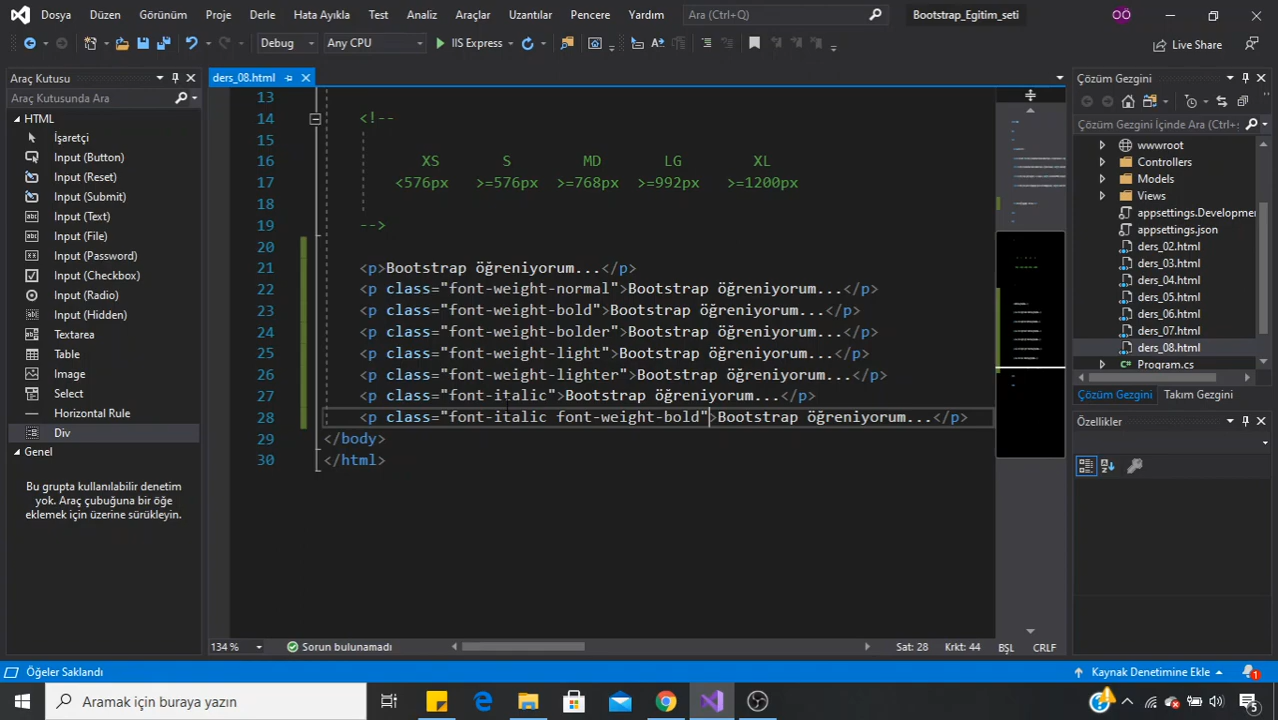 Dosya Düzen Görünüm Proje Derle Hata Ayıkla Test Analiz Araçlar Uzantılar Pencere Yardım Ara (Ctrl+Q) Bootstrap_Egitim_seti OÖ
Debug Any CPU IIS Express Live Share
Araç Kutusu
Araç Kutusunda Ara
HTML
İşaretçi
Input (Button)
Input (Reset)
Input (Submit)
Input (Text)
Input (File)
Input (Password)
Input (Checkbox)
Input (Radio)
Input (Hidden)
Textarea
Table
Image
Select
Horizontal Rule
Div
Genel
Bu grupta kullanılabilir denetim
yok. Araç çubuğuna bir öğe
eklemek için üzerine sürükleyin.
ders_08.html
13
14 <!--
15
16 XS S MD LG XL
17 <576px >=576px >=768px >=992px >=1200px
18
19 -->
20
21 <p>Bootstrap öğreniyorum...</p>
22 <p class="font-weight-normal">Bootstrap öğreniyorum...</p>
23 <p class="font-weight-bold">Bootstrap öğreniyorum...</p>
24 <p class="font-weight-bolder">Bootstrap öğreniyorum...</p>
25 <p class="font-weight-light">Bootstrap öğreniyorum...</p>
26 <p class="font-weight-lighter">Bootstrap öğreniyorum...</p>
27 <p class="font-italic">Bootstrap öğreniyorum...</p>
28 <p class="font-italic font-weight-bold">Bootstrap öğreniyorum...</p>
29 </body>
30 </html>
134 % Sorun bulunamadı Sat: 28 Krkt: 44 BŞL CRLF
Çözüm Gezgini
Çözüm Gezgini İçinde Ara (Ctrl+ş
wwwroot
Controllers
Models
Views
appsettings.Developme
appsettings.json
ders_02.html
ders_03.html
ders_04.html
ders_05.html
ders_06.html
ders_07.html
ders_08.html
Program.cs
Çözüm Gezgini Takım Gezgini
Özellikler
Öğeler Saklandı Kaynak Denetimine Ekle 1
Aramak için buraya yazın 5